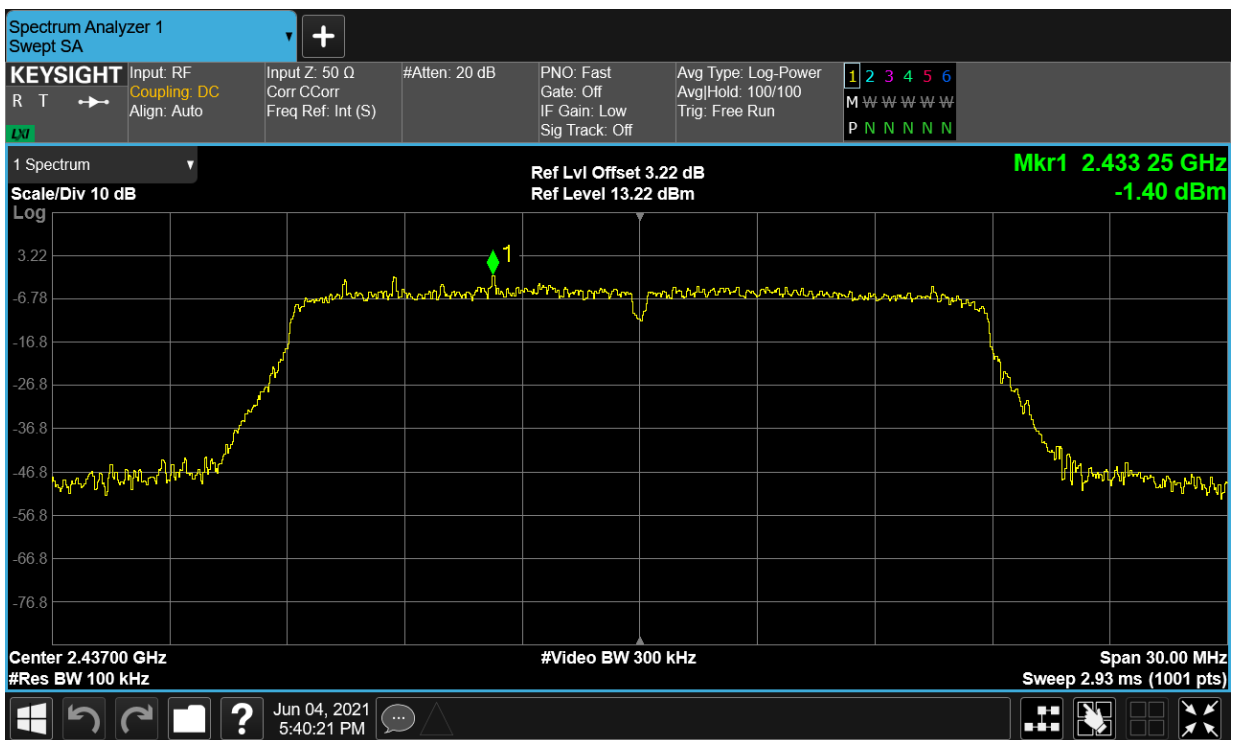 Spectrum Analyzer 1
Swept SA
KEYSIGHT
R T
LXI
Input: RF
Coupling: DC
Align: Auto
Input Z: 50 Ω
Corr CCorr
Freq Ref: Int (S)
#Atten: 20 dB
PNO: Fast
Gate: Off
IF Gain: Low
Sig Track: Off
Avg Type: Log-Power
Avg|Hold: 100/100
Trig: Free Run
1 2 3 4 5 6
M W W W W W
P N N N N N
1 Spectrum
Scale/Div 10 dB
Log
Ref Lvl Offset 3.22 dB
Ref Level 13.22 dBm
Mkr1 2.433 25 GHz
-1.40 dBm
1
3.22
-6.78
-16.8
-26.8
-36.8
-46.8
-56.8
-66.8
-76.8
Center 2.43700 GHz
#Res BW 100 kHz
#Video BW 300 kHz
Span 30.00 MHz
Sweep 2.93 ms (1001 pts)
?
Jun 04, 2021
5:40:21 PM